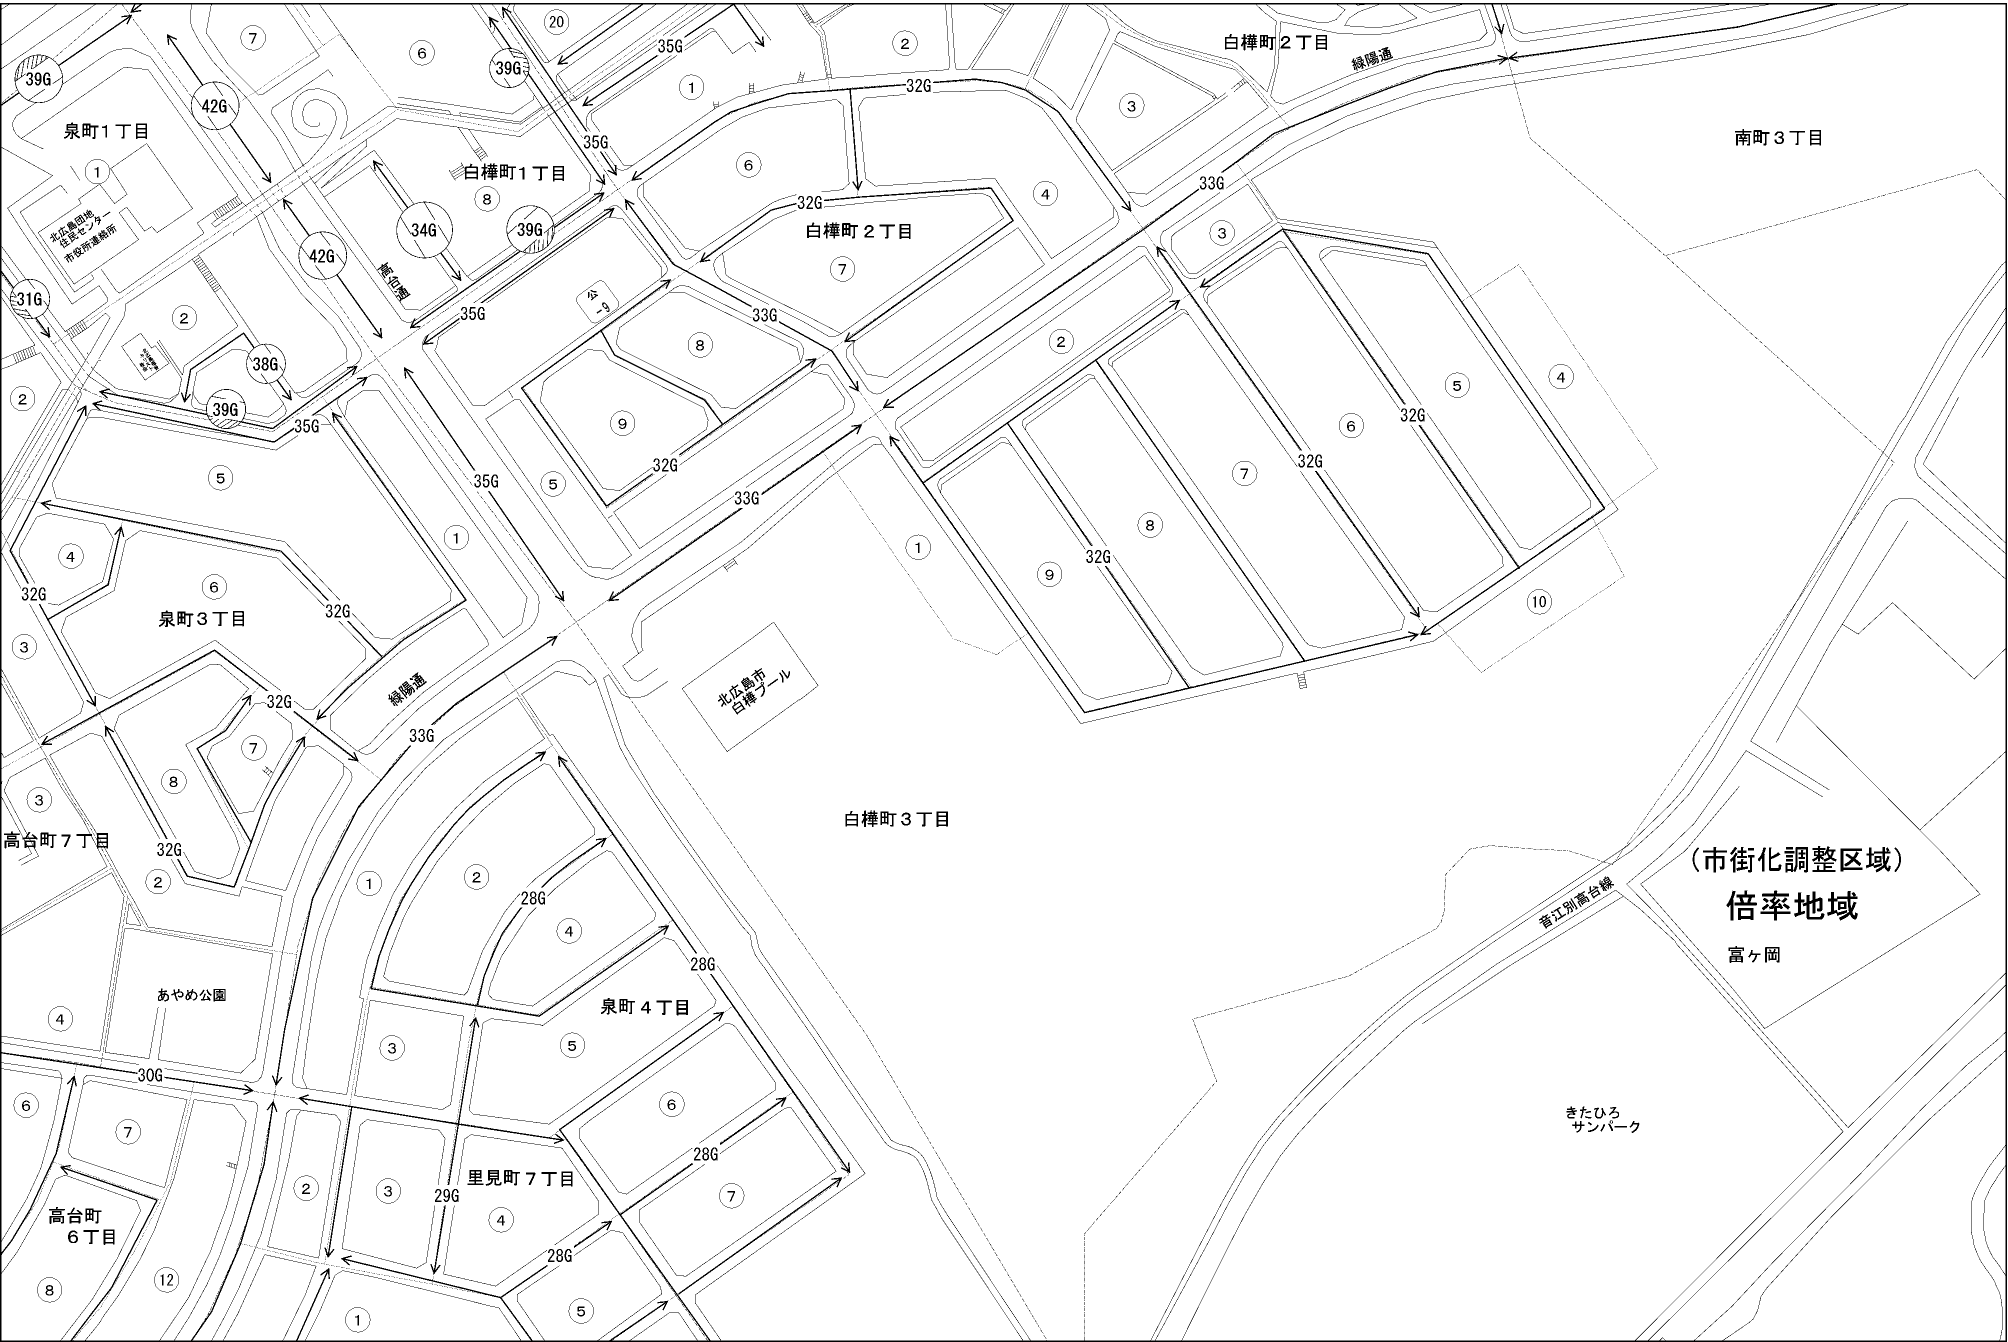 20
⑦
⑥
39G
35G
②
白樺町２丁目
緑陽通
39G
①
32G
42G
③
南町３丁目
泉町１丁目
35G
⑥
①
白樺町１丁目
⑧
④
33G
32G
北広島団地
住民センター
市役所連絡所
34G
39G
白樺町２丁目
③
42G
高台通
⑦
31G
公
-9
②
35G
33G
⑧
②
38G
④
⑤
②
39G
35G
⑨
32G
⑥
32G
32G
⑤
35G
⑤
33G
⑦
①
①
⑧
④
32G
⑨
⑥
32G
32G
⑩
泉町３丁目
③
緑陽通
北広島市
白樺プール
32G
33G
⑦
⑧
③
高台町７丁目
32G
白樺町３丁目
②
①
②
（市街化調整区域）
倍率地域
富ヶ岡
28G
音江別高台線
④
28G
あやめ公園
泉町４丁目
④
③
⑤
30G
⑥
⑥
⑦
きたひろ
サンパーク
28G
里見町７丁目
②
③
29G
⑦
高台町
６丁目
④
28G
⑧
⑫
①
⑤